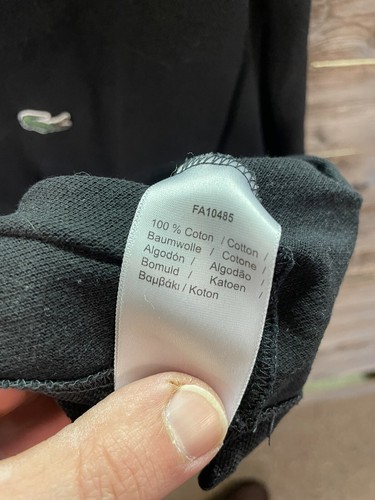 FA10485
100 % Coton / Cotton /
Baumwolle / Cotone /
Algodón / Algodão /
Bomuld / Katoen /
Βαμβάκι / Koton